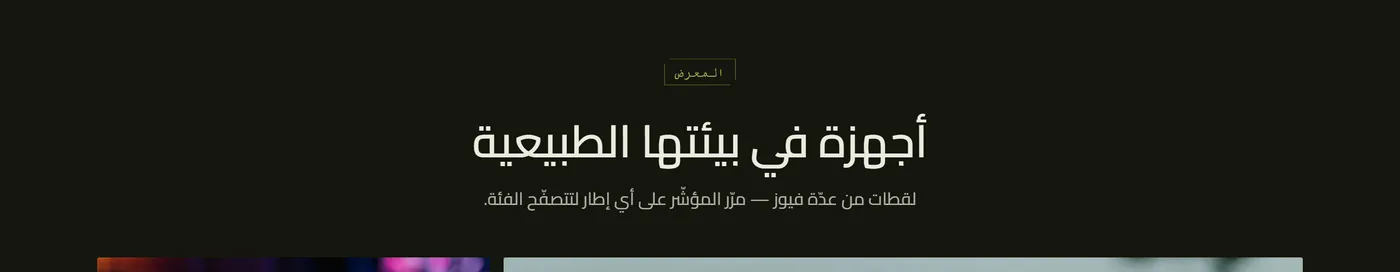 المعرض
أجهزة في بيئتها الطبيعية
لقطات من عدّة فيوز — مرّر المؤشّر على أي إطار لتتصفّح الفئة.